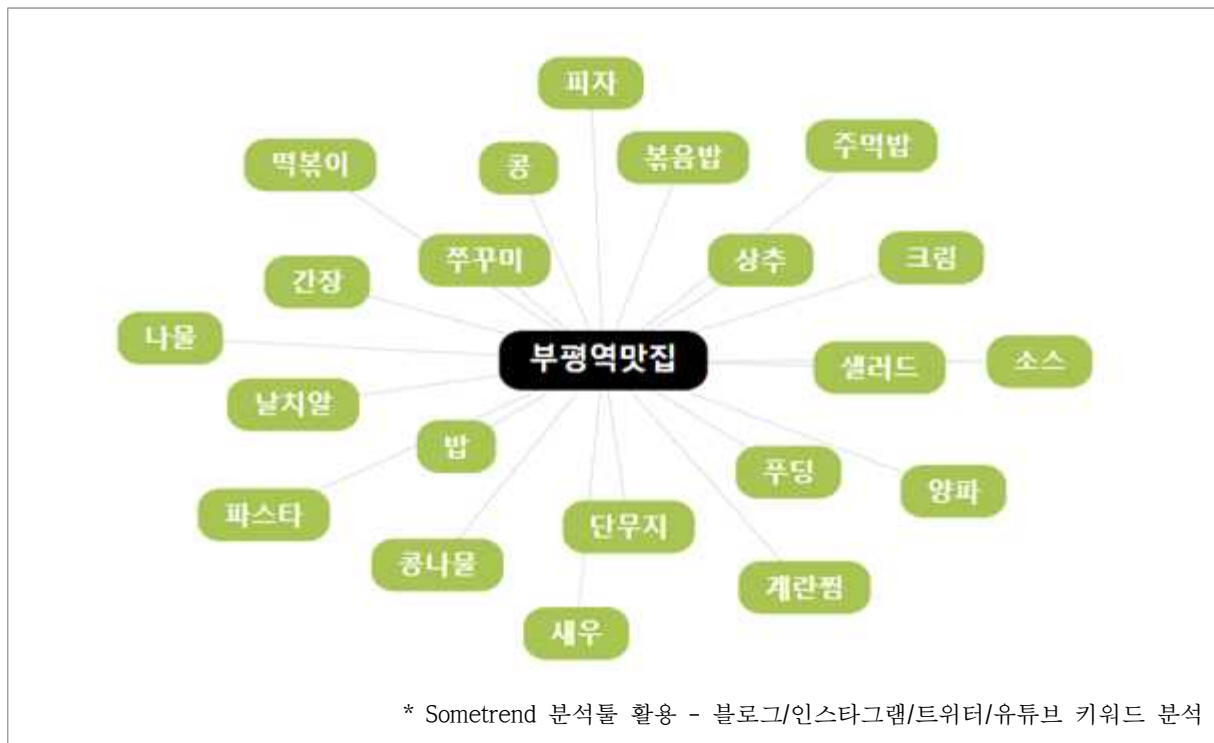 피자
주먹밥
볶음밥
떡볶이
콩
쭈꾸미
상추
크림
간장
나물
부평역맛집
샐러드
소스
날치알
밥
푸딩
양파
파스타
단무지
콩나물
계란찜
새우
* Sometrend 분석툴 활용 - 블로그/인스타그램/트위터/유튜브 키워드 분석